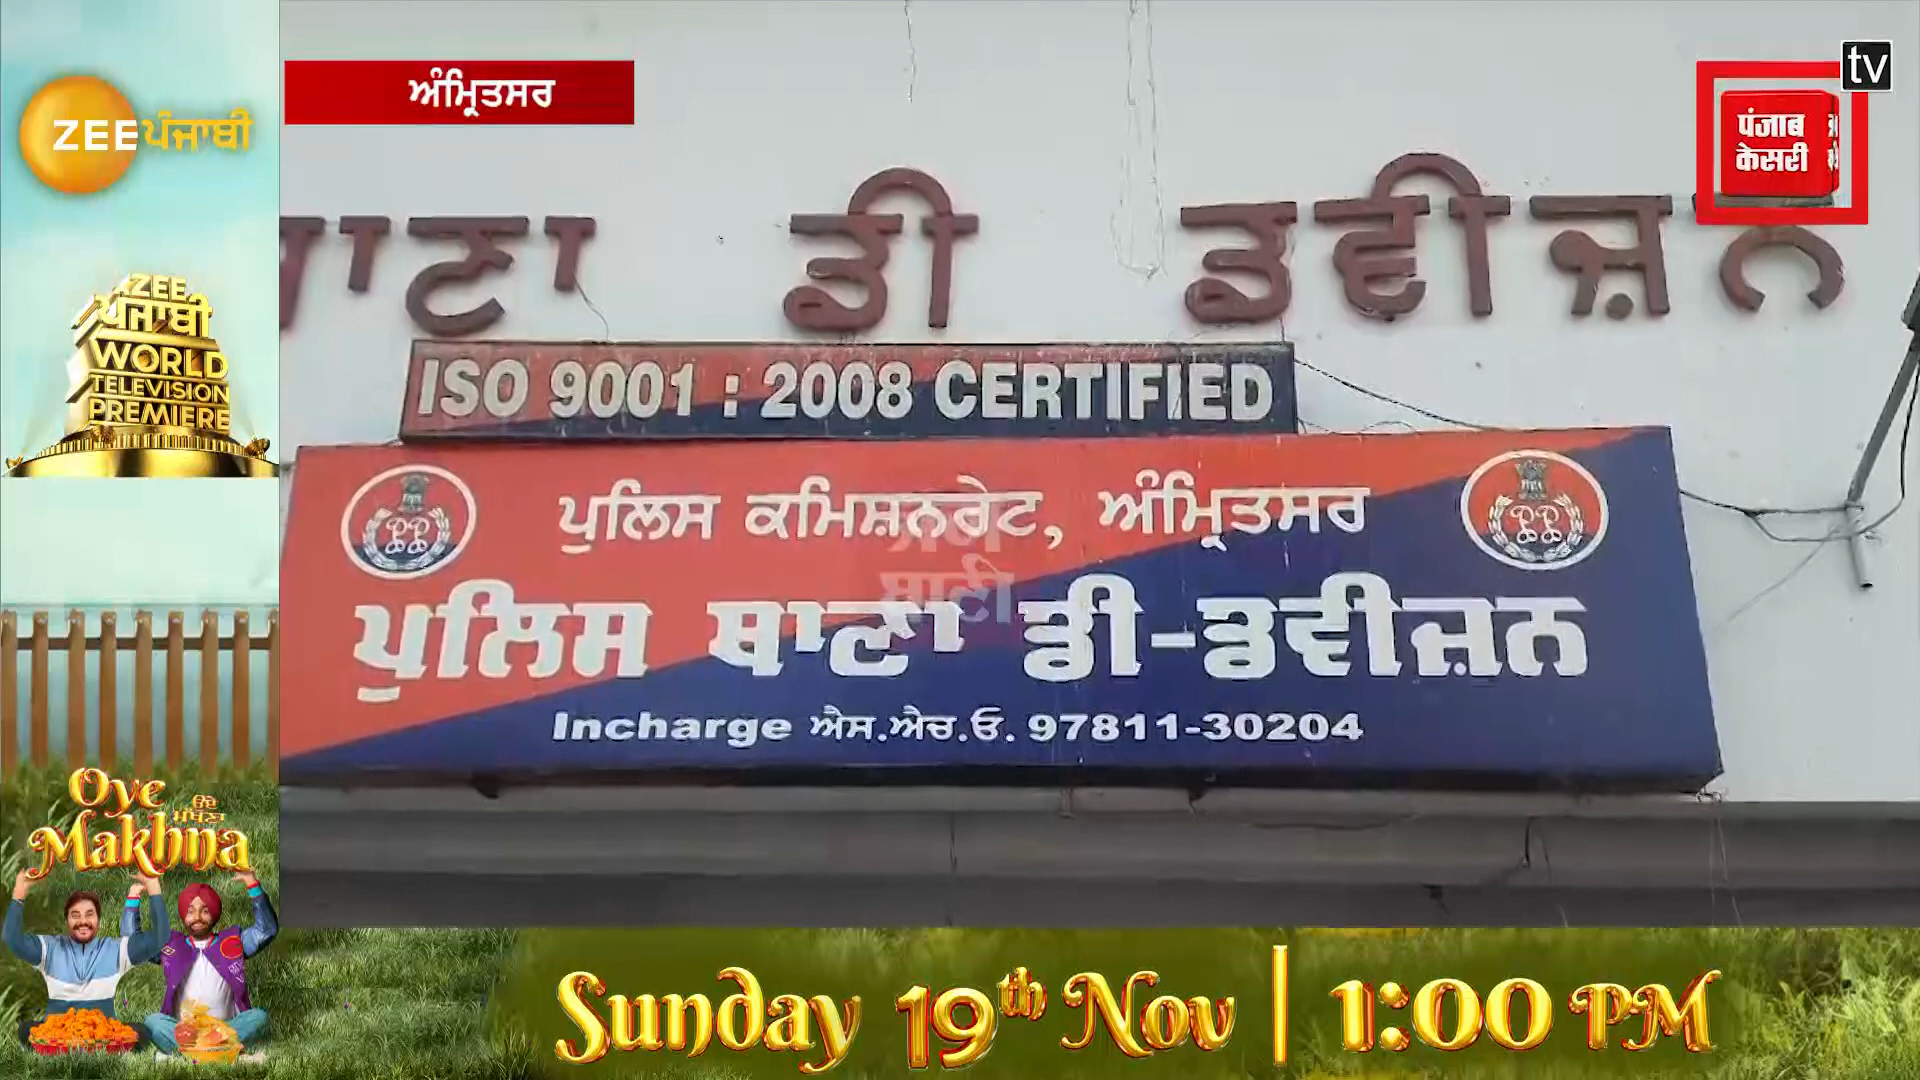 ZEE ਪੰਜਾਬੀ
ਅੰਮ੍ਰਿਤਸਰ
tv
पंजाब
केसरी
ਡੀ ਡਵੀਜ਼ਨ
ISO 9001 : 2008 CERTIFIED
ਪੁਲਿਸ ਕਮਿਸ਼ਨਰੇਟ, ਅੰਮ੍ਰਿਤਸਰ
ਪੁਲਿਸ ਥਾਣਾ ਡੀ-ਡਵੀਜ਼ਨ
Incharge ਐਸ.ਐਚ.ਓ. 97811-30204
ZEE
ਪੰਜਾਬੀ
WORLD
TELEVISION
PREMIERE
Oye
Makhna
Sunday 19th Nov | 1:00 PM